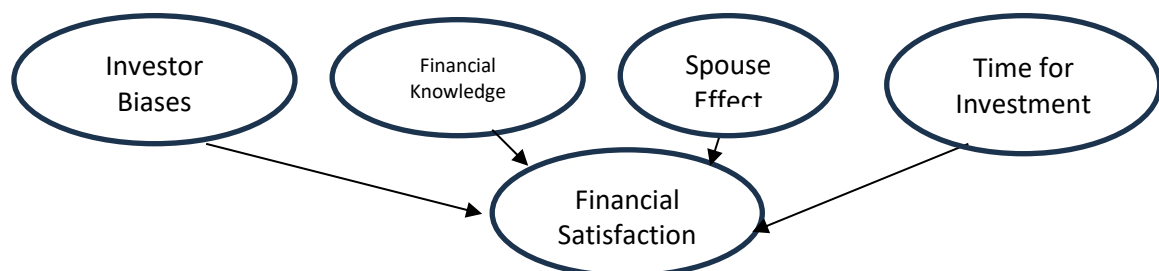 Investor
Biases
Financial
Knowledge
Spouse
Effect
Time for
Investment
Financial
Satisfaction